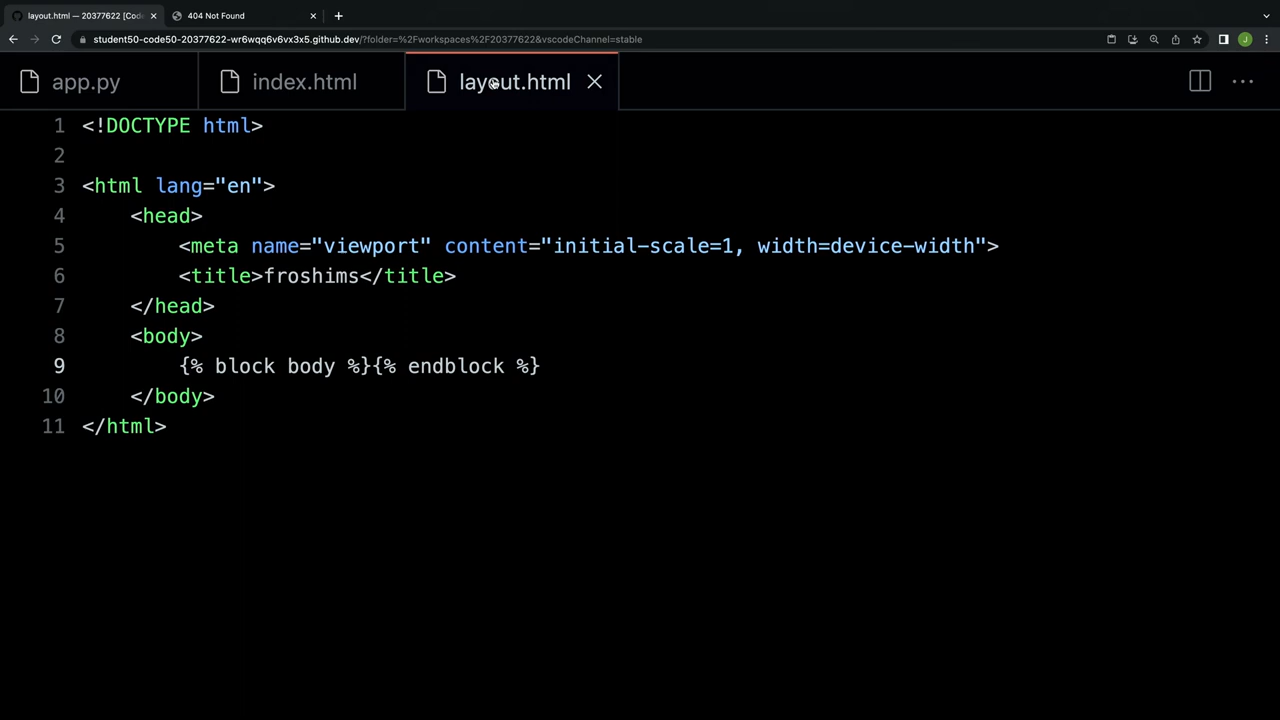 layout.html — 20377622 [Cod
404 Not Found
student50-code50-20377622-wr6wqq6v6vx3x5.github.dev/?folder=%2Fworkspaces%2F20377622&vscodeChannel=stable
J
app.py
index.html
layout.html
1 <!DOCTYPE html>
2
3 <html lang="en">
4 <head>
5 <meta name="viewport" content="initial-scale=1, width=device-width">
6 <title>froshims</title>
7 </head>
8 <body>
9 {% block body %}{% endblock %}
10 </body>
11 </html>